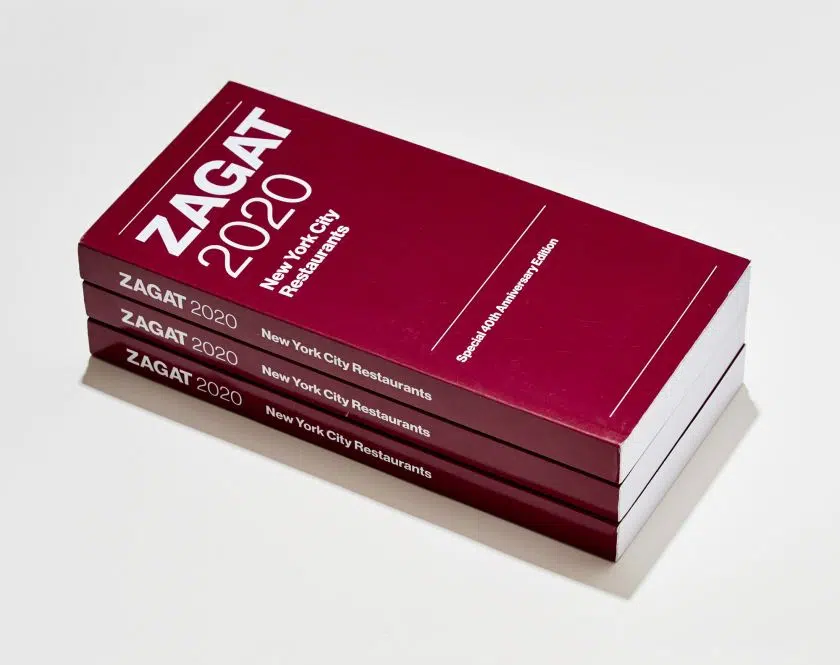 ZAGAT
2020
New York City
Restaurants
Special 40th Anniversary Edition
ZAGAT 2020 New York City Restaurants
ZAGAT 2020 New York City Restaurants
ZAGAT 2020 New York City Restaurants